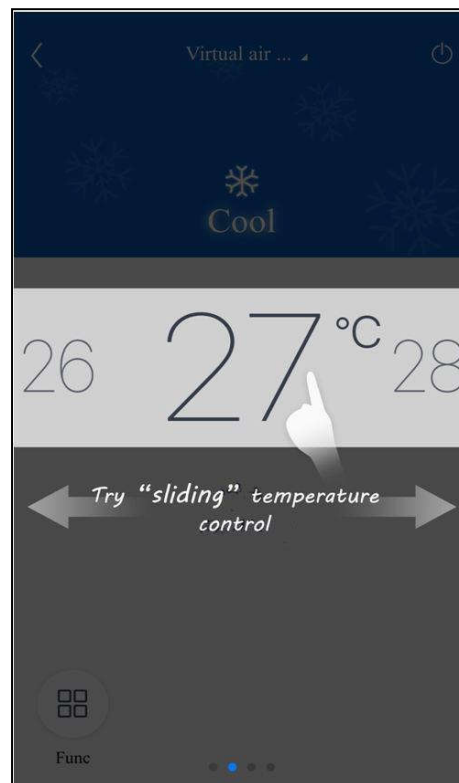 Virtual air ...
Cool
26 27 °C 28
Try “sliding” temperature
control
Func